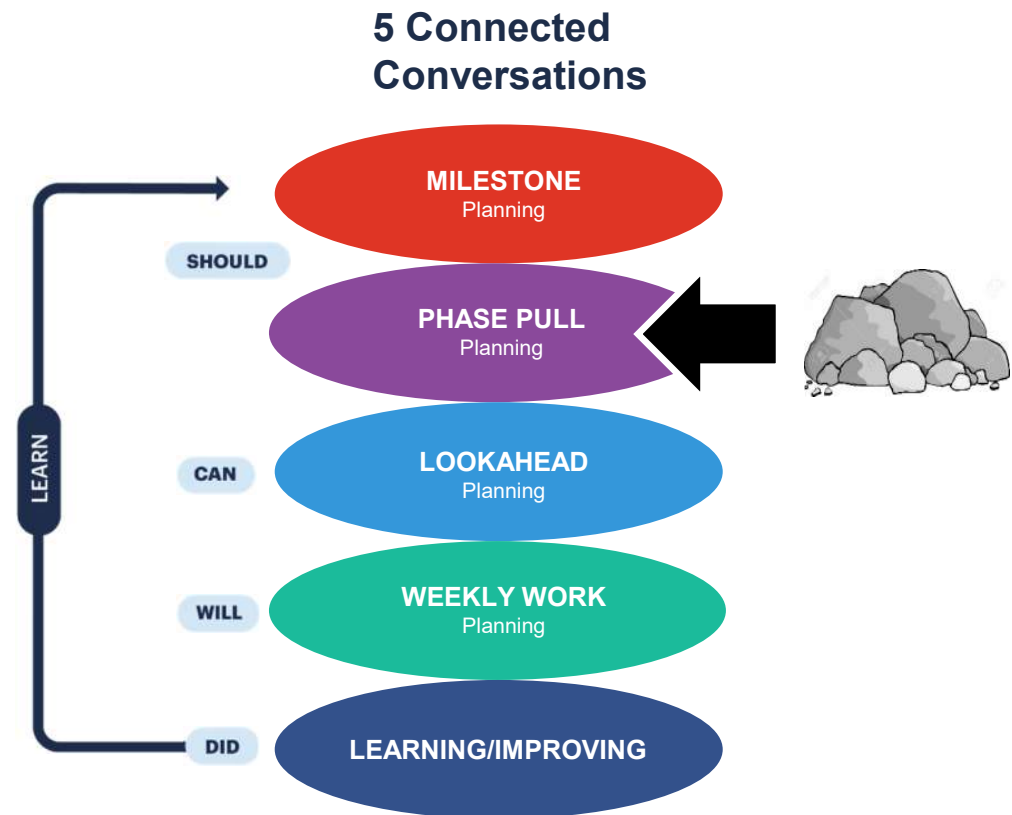 5 Connected
Conversations
MILESTONE
Planning
SHOULD
PHASE PULL
Planning
LEARN
CAN
LOOKAHEAD
Planning
WILL
WEEKLY WORK
Planning
DID
LEARNING/IMPROVING